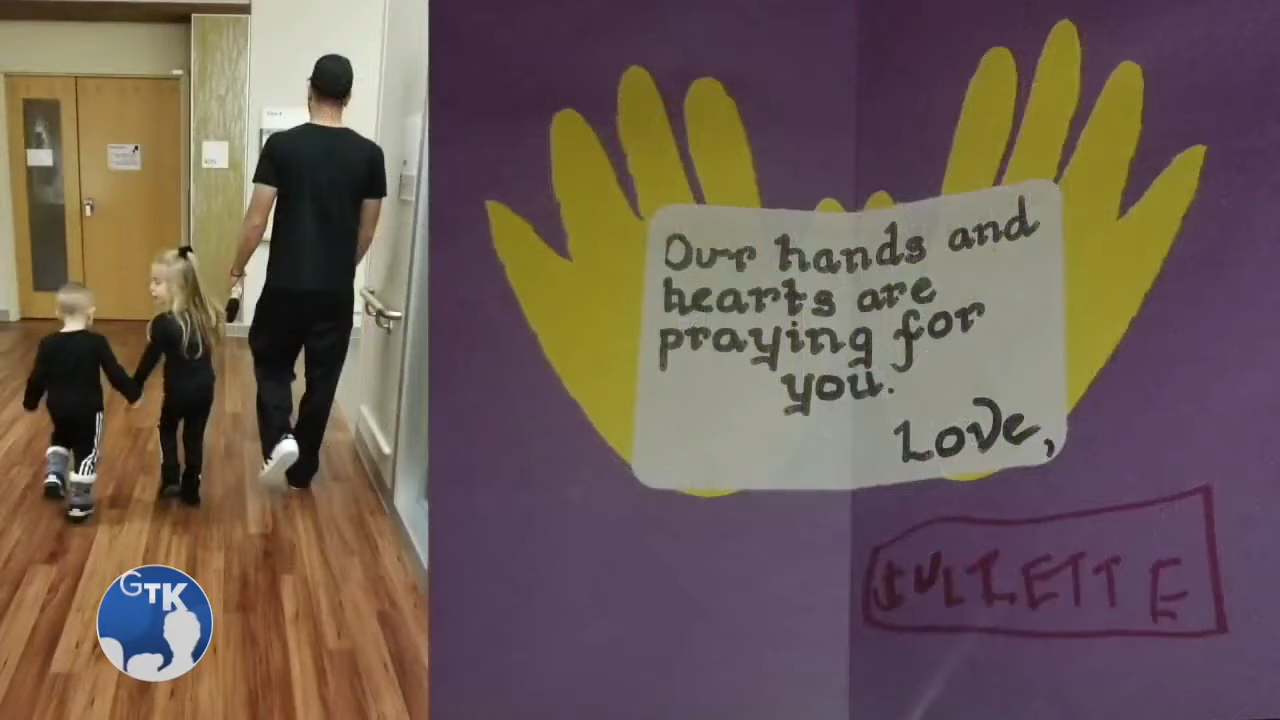 GTK
Our hands and
hearts are
praying for
you.
Love,
JULIETTE